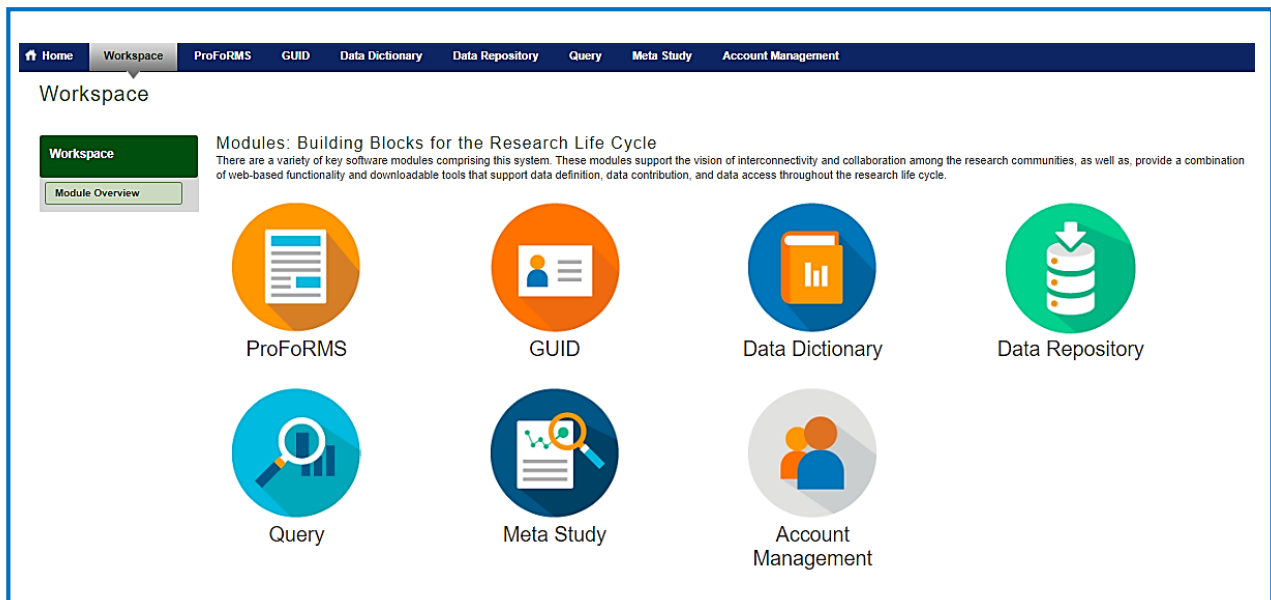 Home Workspace ProFoRMS GUID Data Dictionary Data Repository Query Meta Study Account Management
Workspace
Workspace
Module Overview
Modules: Building Blocks for the Research Life Cycle
There are a variety of key software modules comprising this system. These modules support the vision of interconnectivity and collaboration among the research communities, as well as, provide a combination
of web-based functionality and downloadable tools that support data definition, data contribution, and data access throughout the research life cycle.
ProFoRMS GUID Data Dictionary Data Repository
Query Meta Study Account
Management